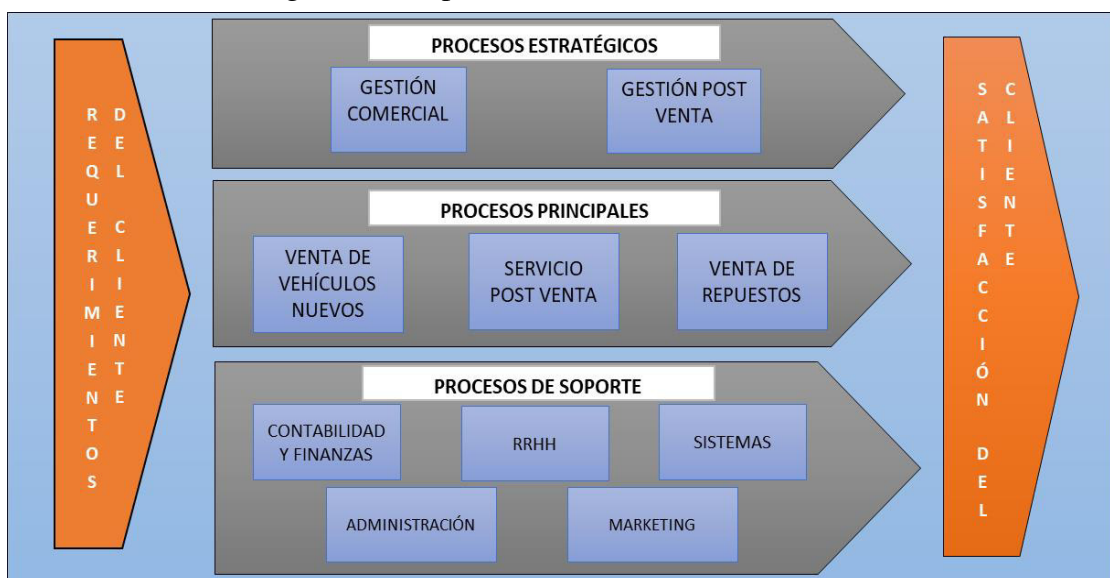 REQUERIMIENTOS
DEL CLIENTE
PROCESOS ESTRATÉGICOS
GESTIÓN
COMERCIAL
GESTIÓN POST
VENTA
PROCESOS PRINCIPALES
VENTA DE
VEHÍCULOS
NUEVOS
SERVICIO
POST VENTA
VENTA DE
REPUESTOS
PROCESOS DE SOPORTE
CONTABILIDAD
Y FINANZAS
RRHH
SISTEMAS
ADMINISTRACIÓN
MARKETING
SATISFACCIÓN DEL
CLIENTE